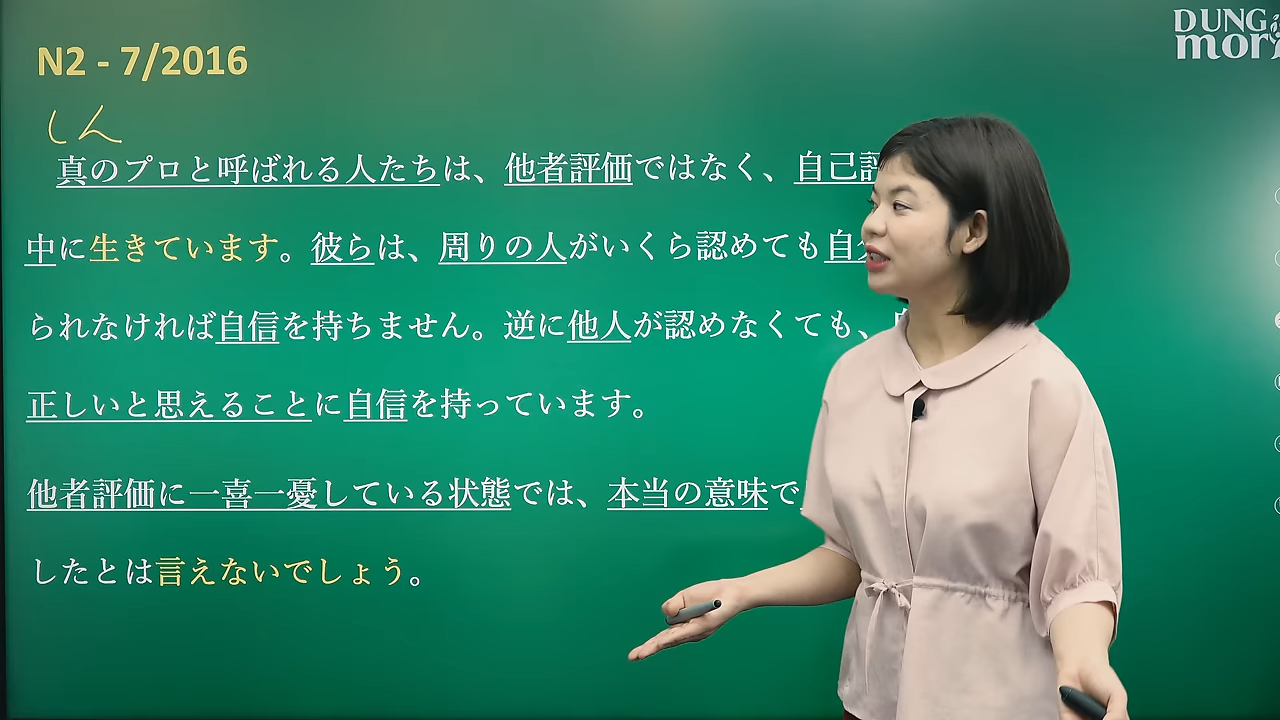 N2 - 7/2016
DUNG
mori
しん
真のプロと呼ばれる人たちは、他者評価ではなく、自己
中に生きています。彼らは、周りの人がいくら認めても自
られなければ自信を持ちません。逆に他人が認めなくても、
正しいと思えることに自信を持っています。
他者評価に一喜一憂している状態では、本当の意味で
したとは言えないでしょう。